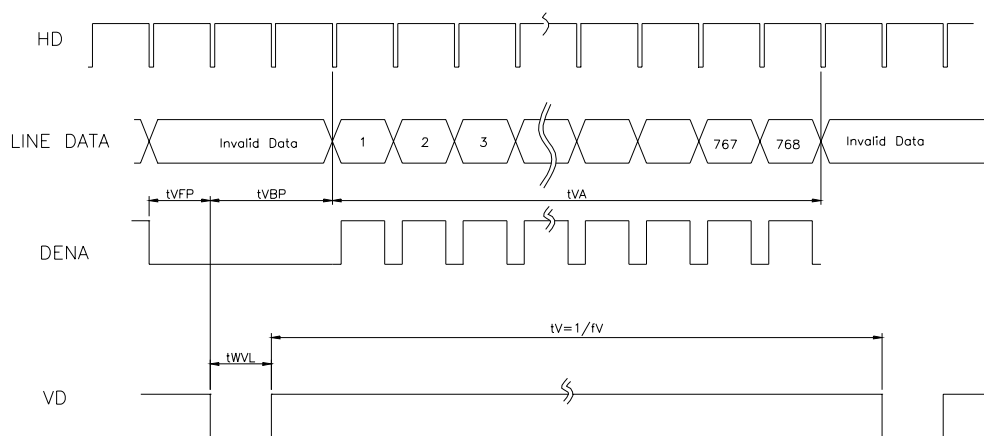 HD
LINE DATA
Invalid Data 1 2 3 767 768 Invalid Data
tVFP tVBP tVA
DENA
tV=1/fV
tWVL
VD